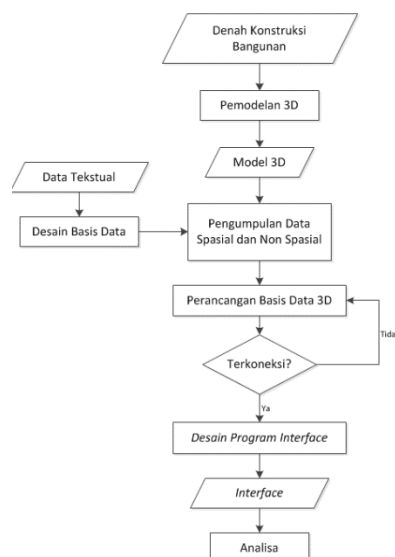 Denah Konstruksi
Bangunan
Pemodelan 3D
Model 3D
Data Tekstual
Desain Basis Data
Pengumpulan Data
Spasial dan Non Spasial
Perancangan Basis Data 3D
Terkoneksi?
Tida
Ya
Desain Program Interface
Interface
Analisa